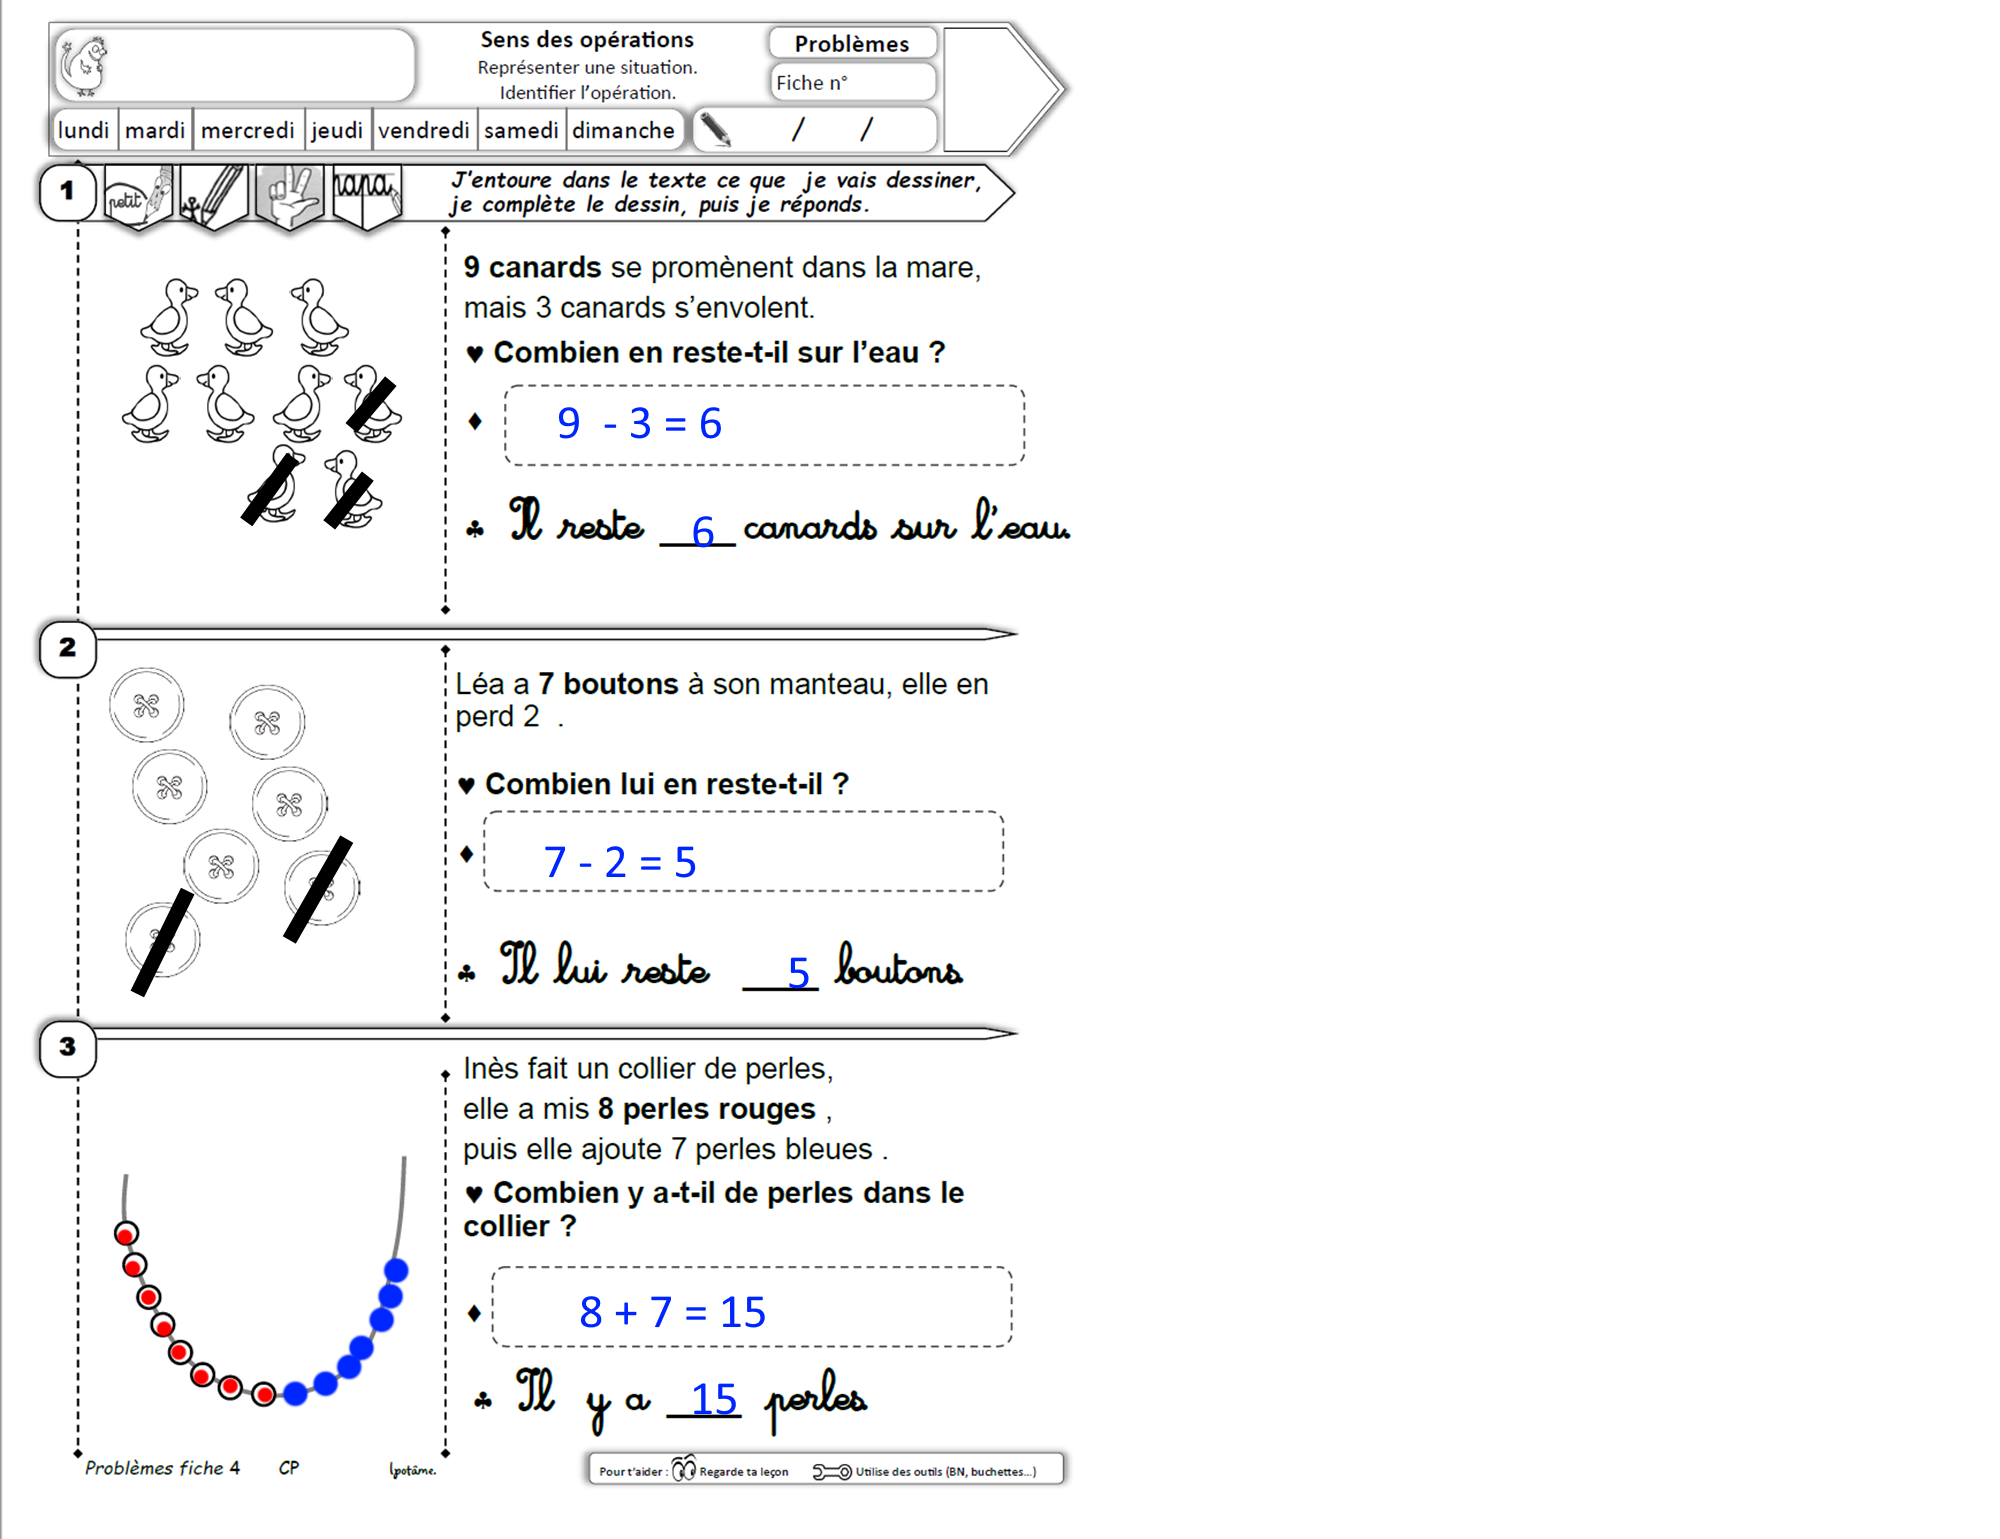 Sens des opérations
Représenter une situation.
Identifier l'opération.
Problèmes
Fiche n°
lundi mardi mercredi jeudi vendredi samedi dimanche
/ /
1
petit
nana
J'entoure dans le texte ce que je vais dessiner,
je complète le dessin, puis je réponds.
9 canards se promènent dans la mare,
mais 3 canards s'envolent.
♥ Combien en reste-t-il sur l'eau ?
♦ 9 - 3 = 6
♣ Il reste 6 canards sur l'eau.
2
Léa a 7 boutons à son manteau, elle en
perd 2 .
♥ Combien lui en reste-t-il ?
♦ 7 - 2 = 5
♣ Il lui reste 5 boutons.
3
Inès fait un collier de perles,
elle a mis 8 perles rouges ,
puis elle ajoute 7 perles bleues .
♥ Combien y a-t-il de perles dans le
collier ?
♦ 8 + 7 = 15
♣ Il y a 15 perles.
Problèmes fiche 4 CP Ipotâme.
Pour t'aider : Regarde ta leçon Utilise des outils (BN, buchettes...)